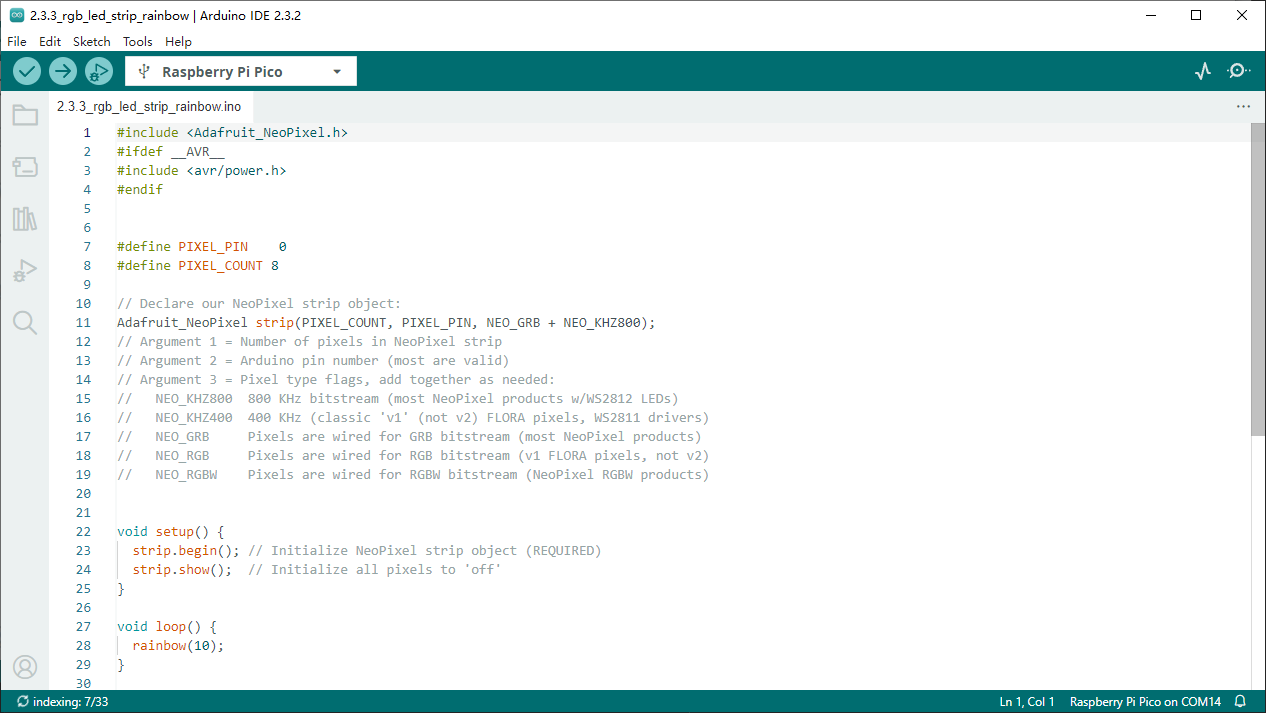 2.3.3_rgb_led_strip_rainbow | Arduino IDE 2.3.2
File Edit Sketch Tools Help
Raspberry Pi Pico
2.3.3_rgb_led_strip_rainbow.ino
1 #include <Adafruit_NeoPixel.h>
2 #ifdef __AVR__
3 #include <avr/power.h>
4 #endif
5
6
7 #define PIXEL_PIN    0
8 #define PIXEL_COUNT 8
9
10 // Declare our NeoPixel strip object:
11 Adafruit_NeoPixel strip(PIXEL_COUNT, PIXEL_PIN, NEO_GRB + NEO_KHZ800);
12 // Argument 1 = Number of pixels in NeoPixel strip
13 // Argument 2 = Arduino pin number (most are valid)
14 // Argument 3 = Pixel type flags, add together as needed:
15 //   NEO_KHZ800  800 KHz bitstream (most NeoPixel products w/WS2812 LEDs)
16 //   NEO_KHZ400  400 KHz (classic 'v1' (not v2) FLORA pixels, WS2811 drivers)
17 //   NEO_GRB     Pixels are wired for GRB bitstream (most NeoPixel products)
18 //   NEO_RGB     Pixels are wired for RGB bitstream (v1 FLORA pixels, not v2)
19 //   NEO_RGBW    Pixels are wired for RGBW bitstream (NeoPixel RGBW products)
20
21
22 void setup() {
23   strip.begin(); // Initialize NeoPixel strip object (REQUIRED)
24   strip.show();  // Initialize all pixels to 'off'
25 }
26
27 void loop() {
28   rainbow(10);
29 }
30
indexing: 7/33 Ln 1, Col 1 Raspberry Pi Pico on COM14